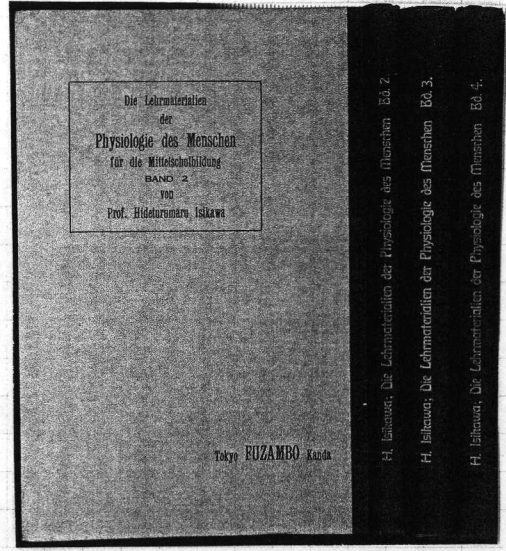 Die Lehrmaterialien
der
Physiologie des Menschen
für die Mittelschulbildung
BAND 2
von
Prof. Hideturumaru Isikawa
Tokyo FUZAMBO Kanda
H. Isikawa; Die Lehrmaterialien der Physiologie des Menschen Bd. 2.
H. Isikawa; Die Lehrmaterialien der Physiologie des Menschen Bd. 3.
H. Isikawa; Die Lehrmaterialien der Physiologie des Menschen Bd. 4.